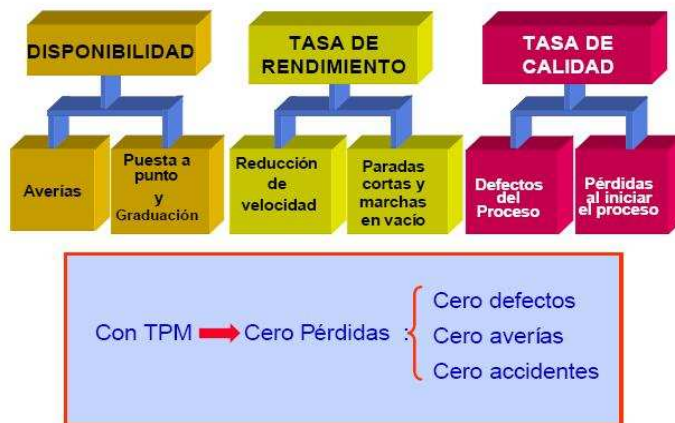 DISPONIBILIDAD
TASA DE
RENDIMIENTO
TASA DE
CALIDAD
Averías
Puesta a
punto
y
Graduación
Reducción
de
velocidad
Paradas
cortas y
marchas
en vacío
Defectos
del
Proceso
Pérdidas
al iniciar
el proceso
Con TPM Cero Pérdidas :
Cero defectos
Cero averías
Cero accidentes